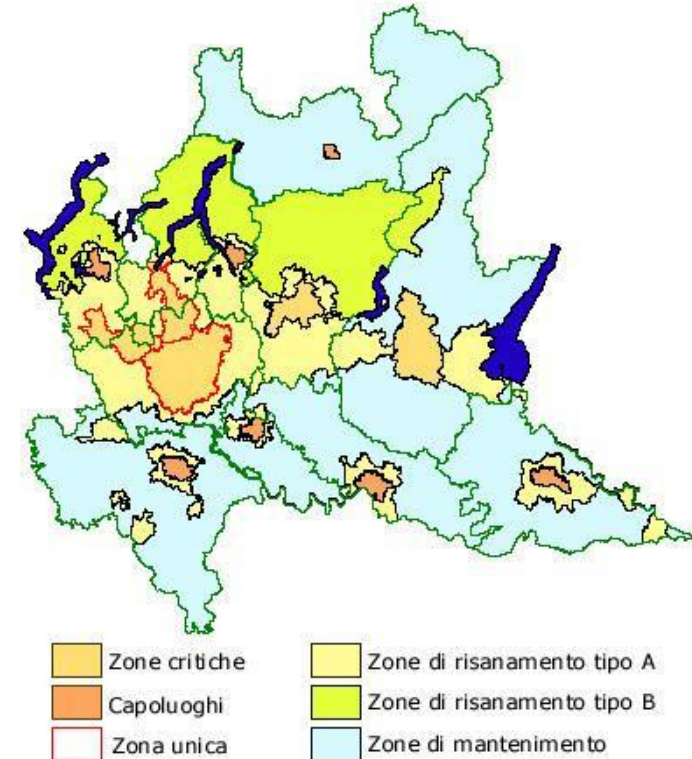 Zone critiche
Capoluoghi
Zona unica
Zone di risanamento tipo A
Zone di risanamento tipo B
Zone di mantenimento